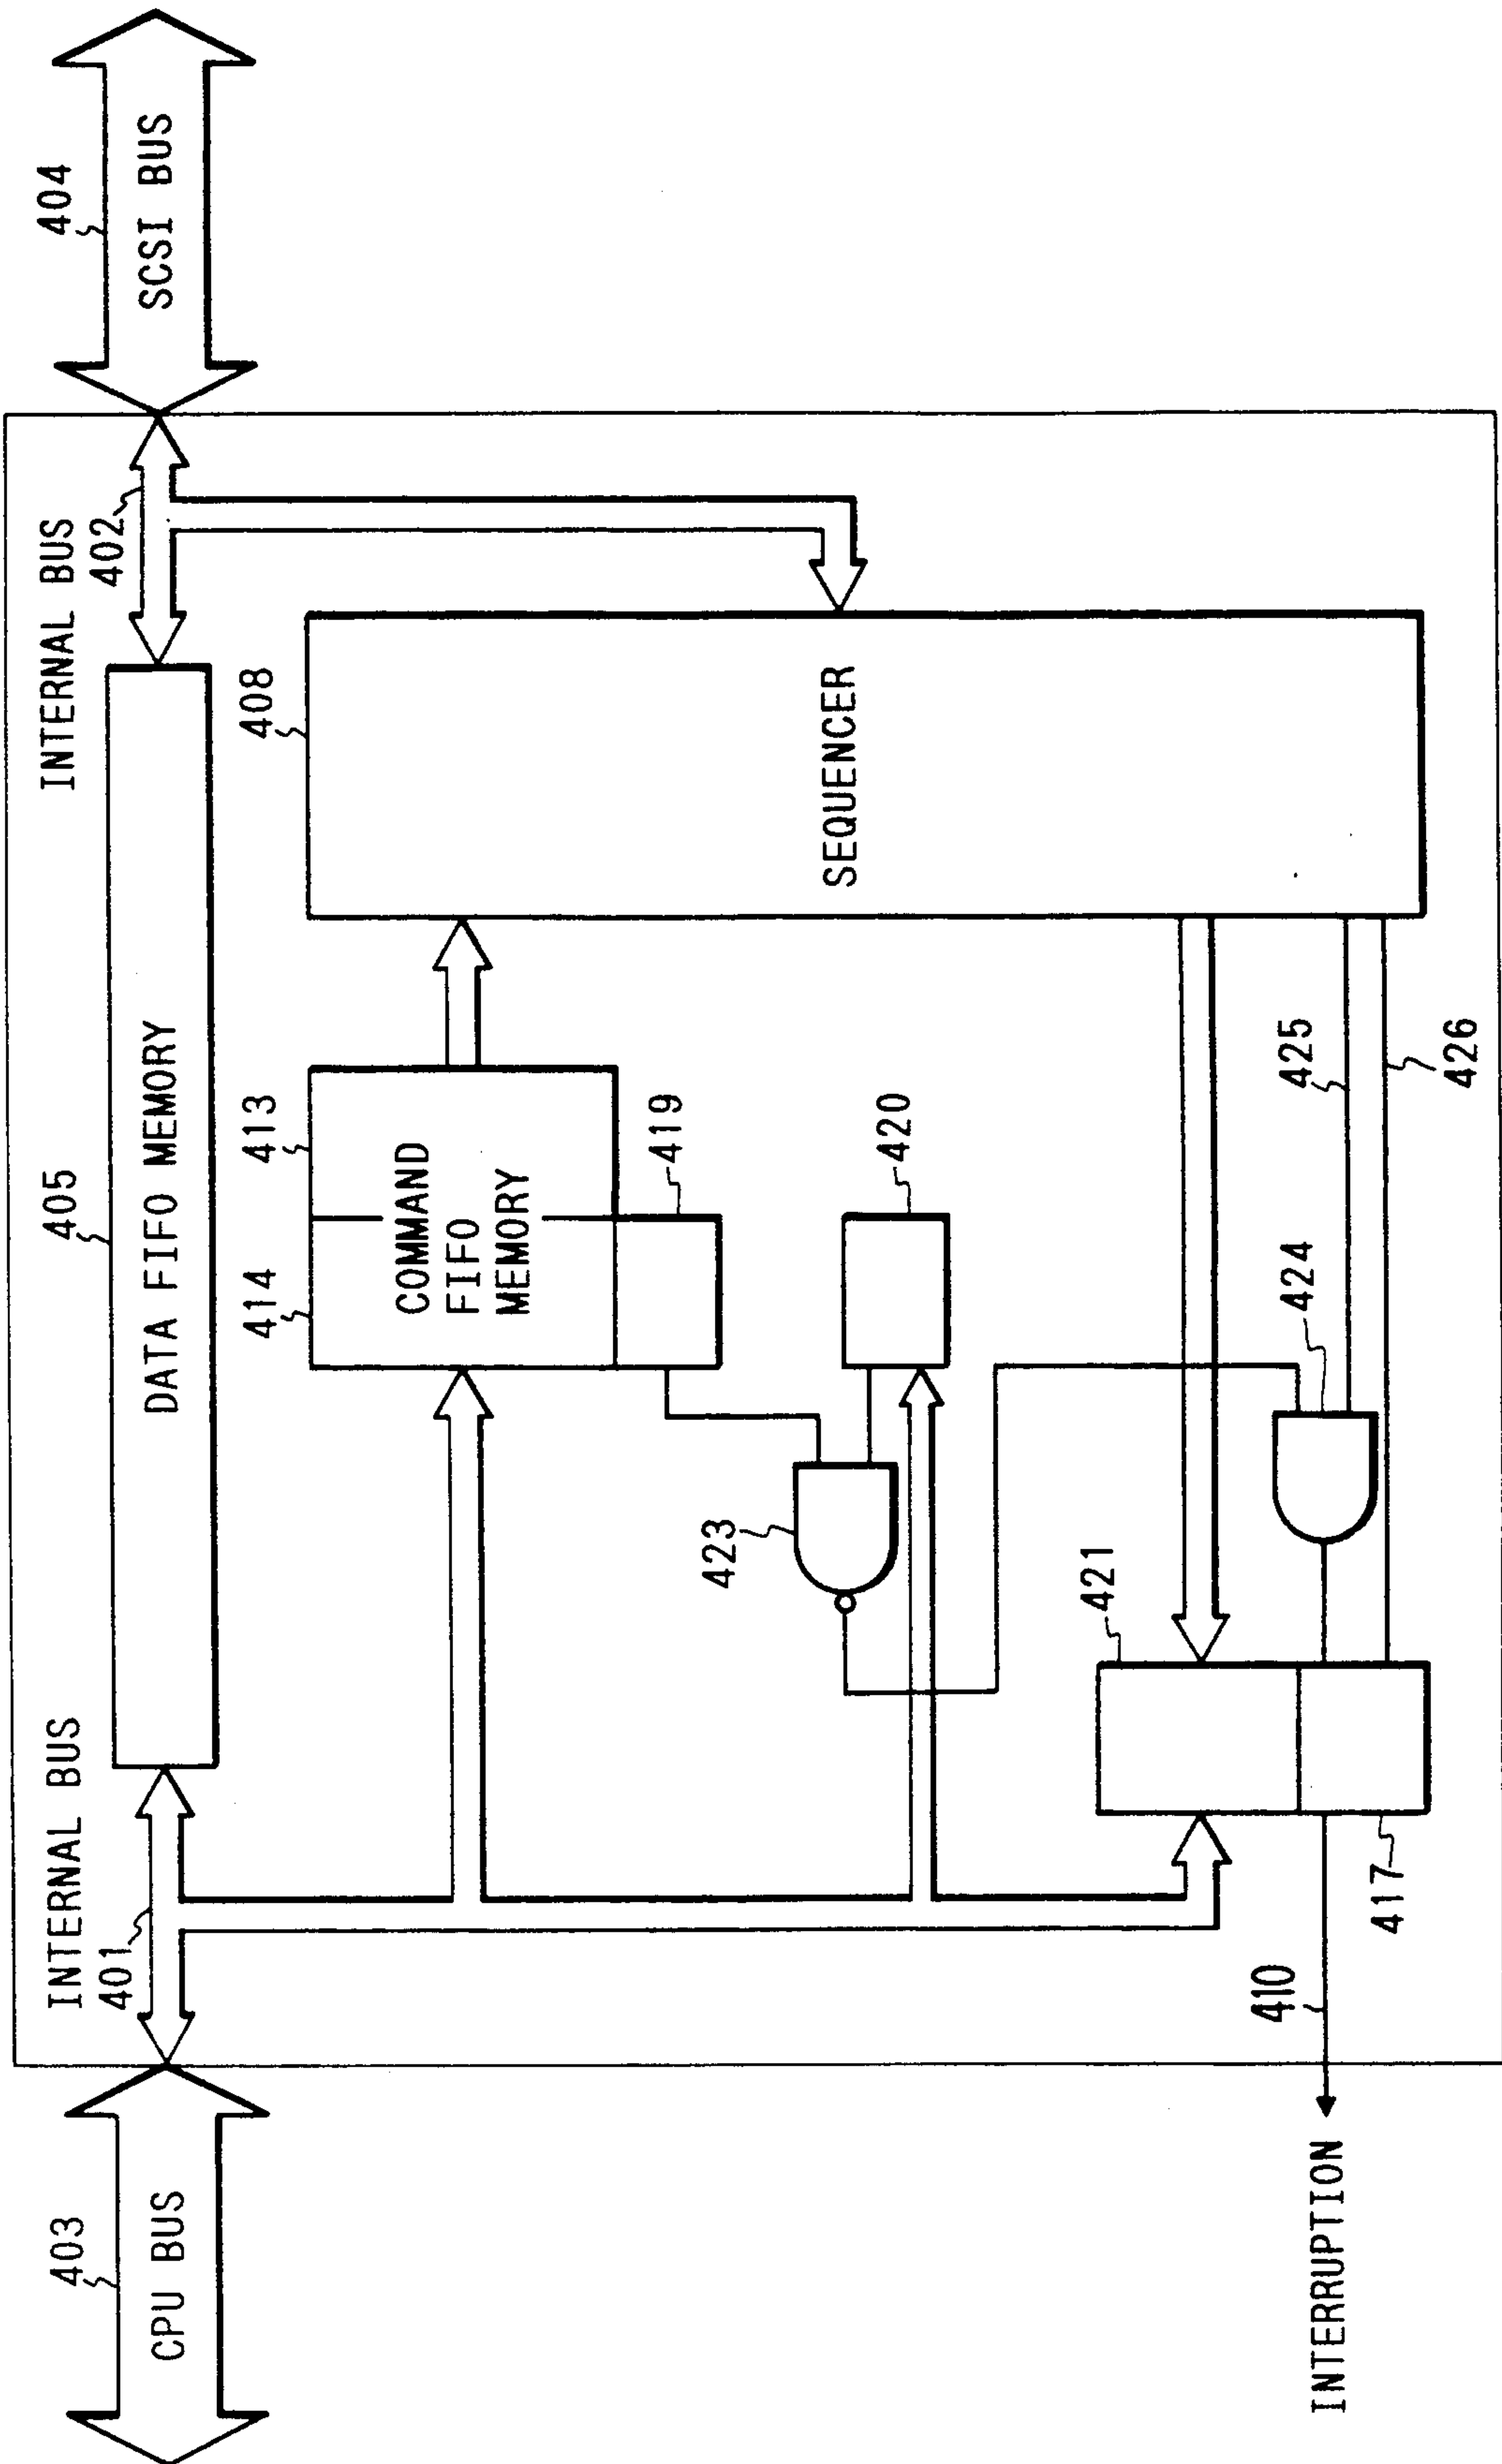 403
CPU BUS
INTERNAL BUS
401
405
DATA FIFO MEMORY
INTERNAL BUS
402
404
SCSI BUS
414
413
COMMAND
FIFO
MEMORY
419
408
SEQUENCER
423
420
421
424
425
426
417
410
INTERRUPTION